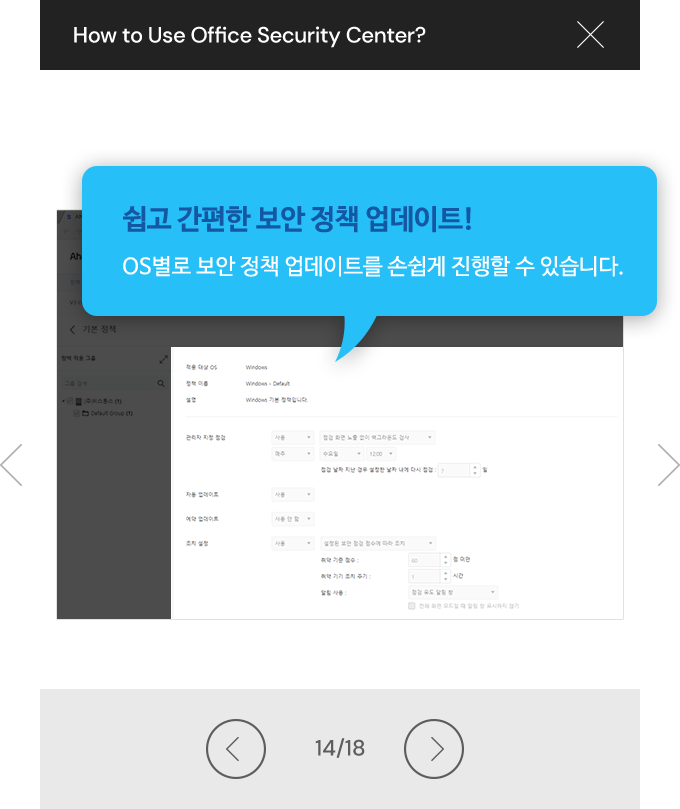 How to Use Office Security Center?
쉽고 간편한 보안 정책 업데이트!
OS별로 보안 정책 업데이트를 손쉽게 진행할 수 있습니다.
Ah
기본 정책
정책 적용 그룹
그룹 검색
Default Group (1)
적용 대상 OS Windows
정책 이름 Windows - Default
설명 Windows 기본 정책입니다.
관리자 지정 점검 사용 점검 화면 노출 없이 백그라운드 검사
매주 수요일 12:00
점검 날짜 지난 경우 설정한 날짜 내에 다시 점검 : 7 일
자동 업데이트 사용
예약 업데이트 사용 안 함
조치 설정 사용 설정된 보안 점검 점수에 따라 조치
취약 기준 점수 : 60 점 미만
취약 기기 조치 주기 : 1 시간
알림 사용 : 점검 유도 알림 창
전체 화면 모드일 때 알림 창 표시하지 않기
14/18